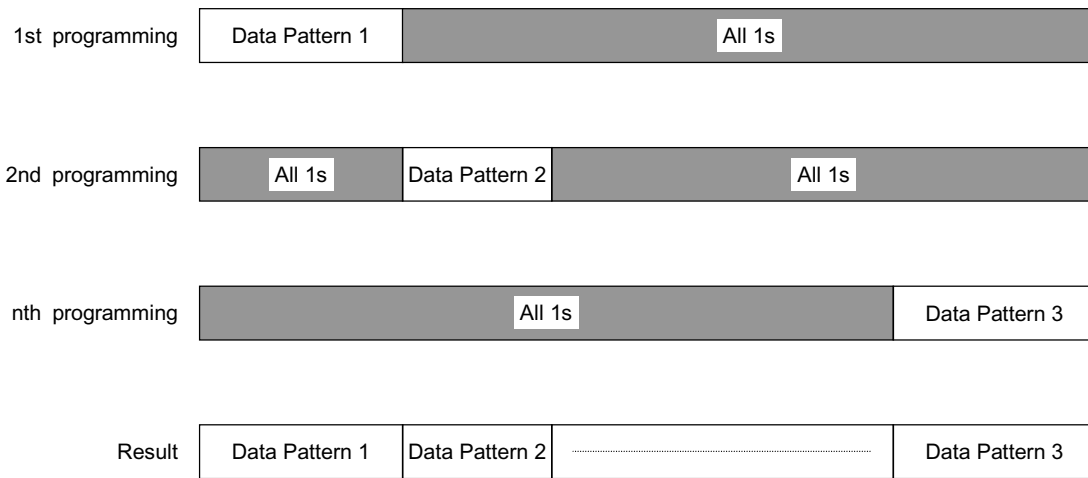 1st programming Data Pattern 1 All 1s
2nd programming All 1s Data Pattern 2 All 1s
nth programming All 1s Data Pattern 3
Result Data Pattern 1 Data Pattern 2 Data Pattern 3